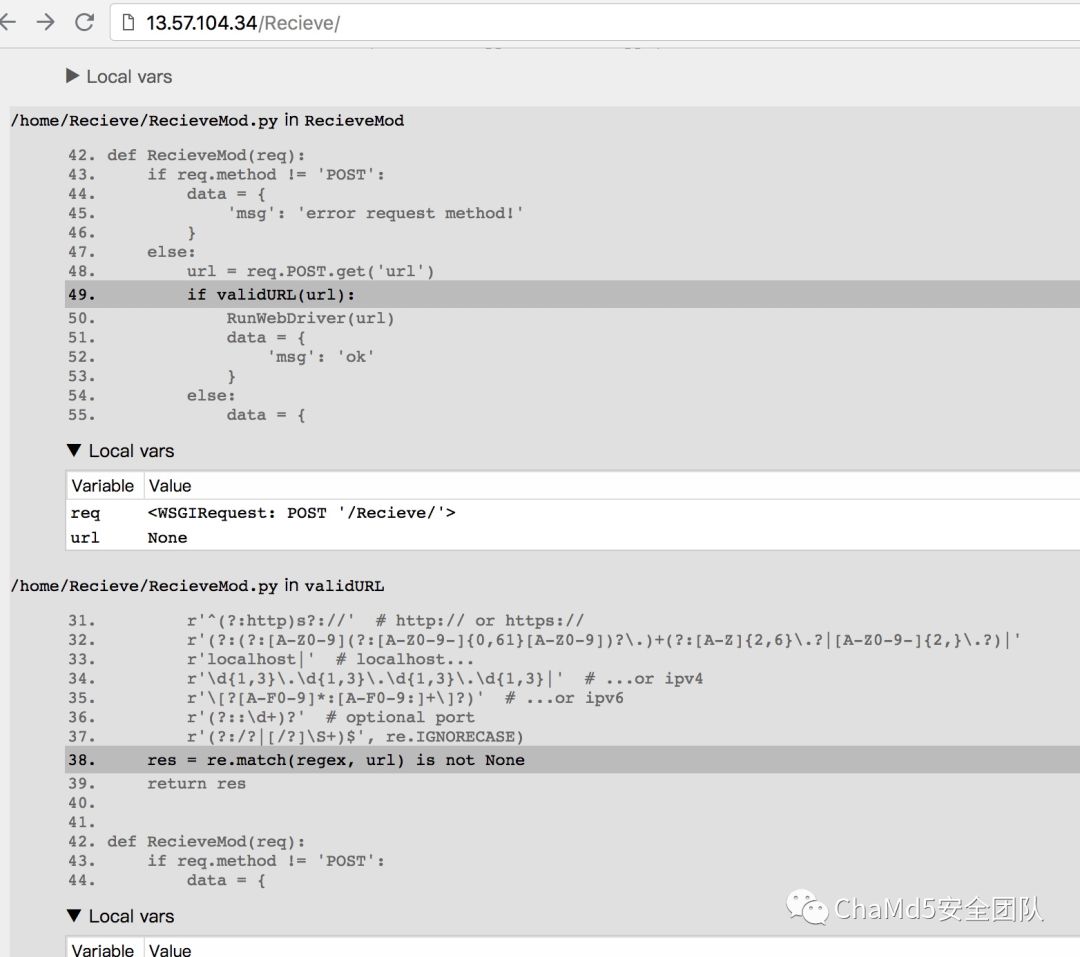 13.57.104.34/Recieve/
▶ Local vars
/home/Recieve/RecieveMod.py in RecieveMod
42. def RecieveMod(req):
43.     if req.method != 'POST':
44.         data = {
45.             'msg': 'error request method!'
46.         }
47.     else:
48.         url = req.POST.get('url')
49.         if validURL(url):
50.             RunWebDriver(url)
51.             data = {
52.                 'msg': 'ok'
53.             }
54.         else:
55.             data = {
▼ Local vars
Variable Value
req <WSGIRequest: POST '/Recieve/'>
url None
/home/Recieve/RecieveMod.py in validURL
31.         r'^(?:http)s?://'  # http:// or https://
32.         r'(?:(?:[A-Z0-9](?:[A-Z0-9-]{0,61}[A-Z0-9])?\.)+(?:[A-Z]{2,6}\.?|[A-Z0-9-]{2,}\.?)|'
33.         r'localhost|'  # localhost...
34.         r'\d{1,3}\.\d{1,3}\.\d{1,3}\.\d{1,3}|'  # ...or ipv4
35.         r'\[?[A-F0-9]*:[A-F0-9:]+\]?)'  # ...or ipv6
36.         r'(?::\d+)?'  # optional port
37.         r'(?:/?|[/?]\S+)$', re.IGNORECASE)
38.     res = re.match(regex, url) is not None
39.     return res
40.
41.
42. def RecieveMod(req):
43.     if req.method != 'POST':
44.         data = {
▼ Local vars
Variable Value
ChaMd5安全团队